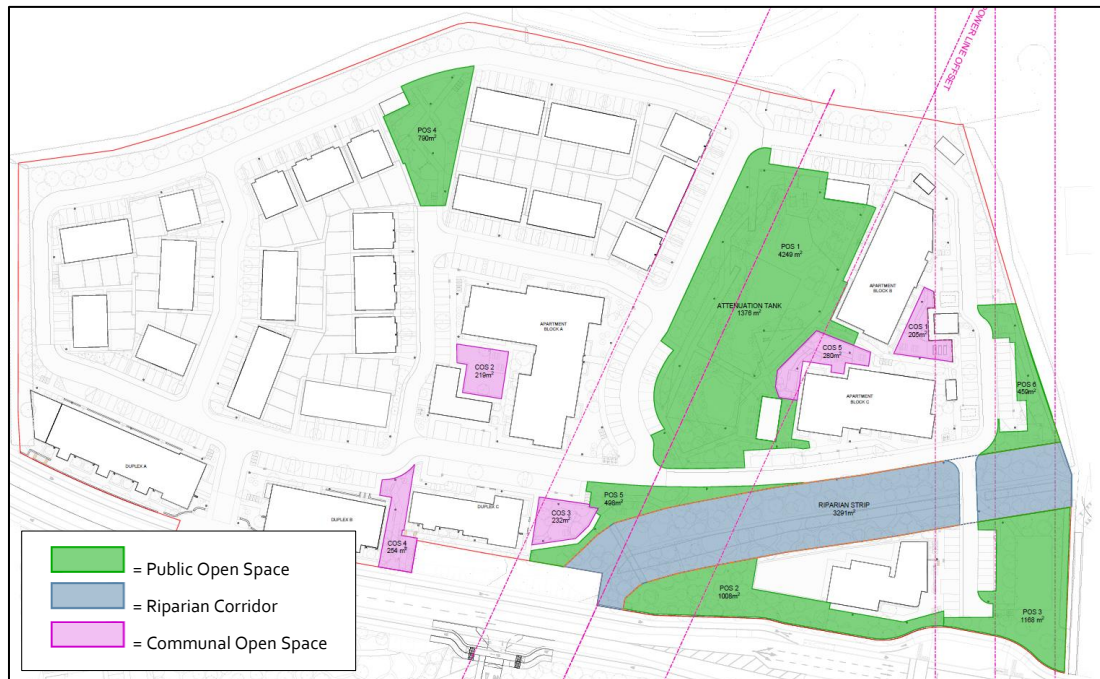 POWER LINE OFFSET
POS 4
790m²
POS 1
4249 m²
ATTENUATION TANK
1376 m²
APARTMENT
BLOCK B
COS 1
205m²
COS 5
280m²
APARTMENT
BLOCK A
COS 2
219m²
APARTMENT
BLOCK C
POS 6
459m²
DUPLEX A
POS 5
498m²
DUPLEX B
DUPLEX C
COS 3
232m²
RIPARIAN STRIP
3291m²
COS 4
254 m²
POS 2
1008m²
POS 3
1168 m²
= Public Open Space
= Riparian Corridor
= Communal Open Space